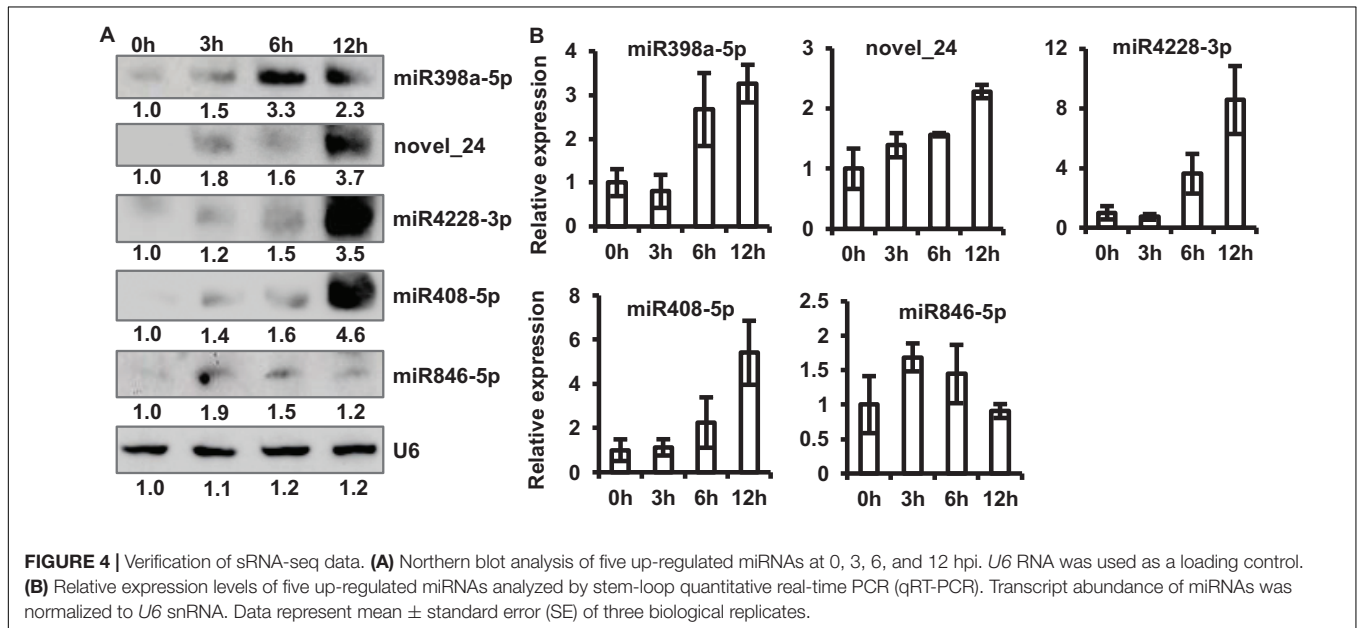 A
0h 3h 6h 12h
miR398a-5p
1.0 1.5 3.3 2.3
novel_24
1.0 1.8 1.6 3.7
miR4228-3p
1.0 1.2 1.5 3.5
miR408-5p
1.0 1.4 1.6 4.6
miR846-5p
1.0 1.9 1.5 1.2
U6
1.0 1.1 1.2 1.2
B
miR398a-5p
Relative expression
4
3
2
1
0
0h 3h 6h 12h
novel_24
3
2
1
0
0h 3h 6h 12h
miR4228-3p
12
8
4
0
0h 3h 6h 12h
miR408-5p
Relative expression
8
6
4
2
0
0h 3h 6h 12h
miR846-5p
2.5
2
1.5
1
0.5
0
0h 3h 6h 12h
FIGURE 4 | Verification of sRNA-seq data. (A) Northern blot analysis of five up-regulated miRNAs at 0, 3, 6, and 12 hpi. U6 RNA was used as a loading control.
(B) Relative expression levels of five up-regulated miRNAs analyzed by stem-loop quantitative real-time PCR (qRT-PCR). Transcript abundance of miRNAs was
normalized to U6 snRNA. Data represent mean ± standard error (SE) of three biological replicates.